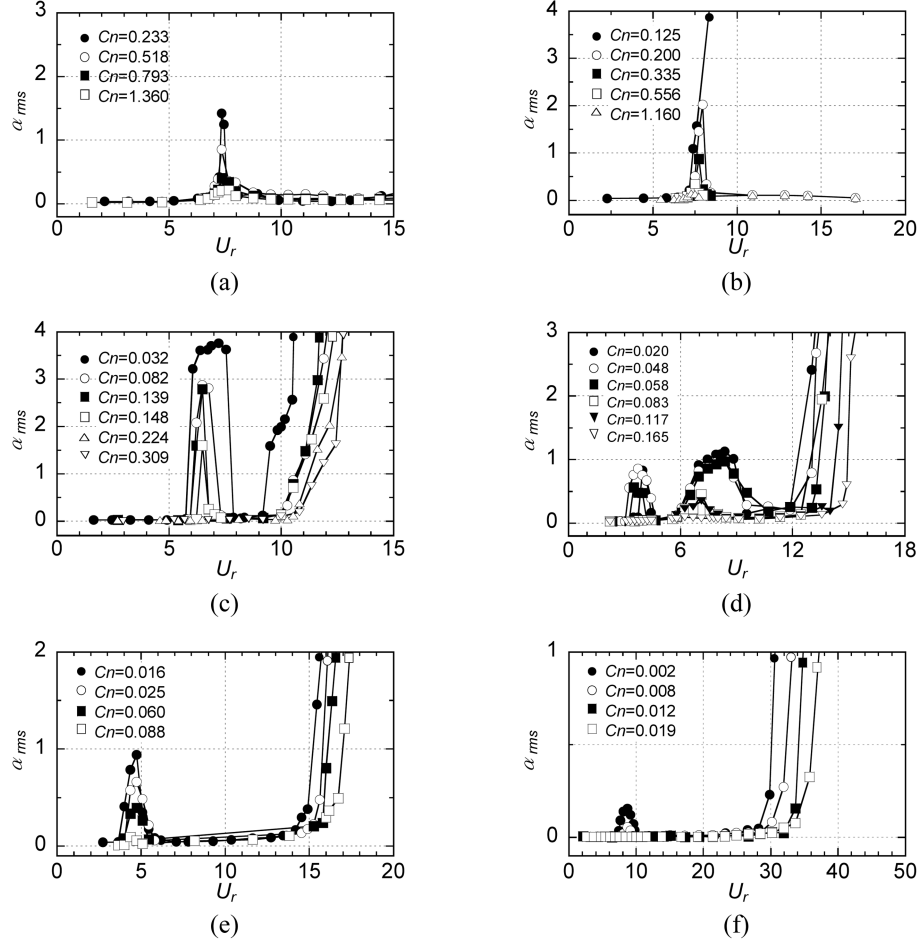 3
2
1
0
α rms
Cn=0.233
Cn=0.518
Cn=0.793
Cn=1.360
0 5 10 15
Ur
(a)
4
3
2
1
0
α rms
Cn=0.125
Cn=0.200
Cn=0.335
Cn=0.556
Cn=1.160
0 5 10 15 20
Ur
(b)
4
3
2
1
0
α rms
Cn=0.032
Cn=0.082
Cn=0.139
Cn=0.148
Cn=0.224
Cn=0.309
0 5 10 15
Ur
(c)
3
2
1
0
α rms
Cn=0.020
Cn=0.048
Cn=0.058
Cn=0.083
Cn=0.117
Cn=0.165
0 6 12 18
Ur
(d)
2
1
0
α rms
Cn=0.016
Cn=0.025
Cn=0.060
Cn=0.088
0 5 10 15 20
Ur
(e)
1
0
α rms
Cn=0.002
Cn=0.008
Cn=0.012
Cn=0.019
0 10 20 30 40 50
Ur
(f)